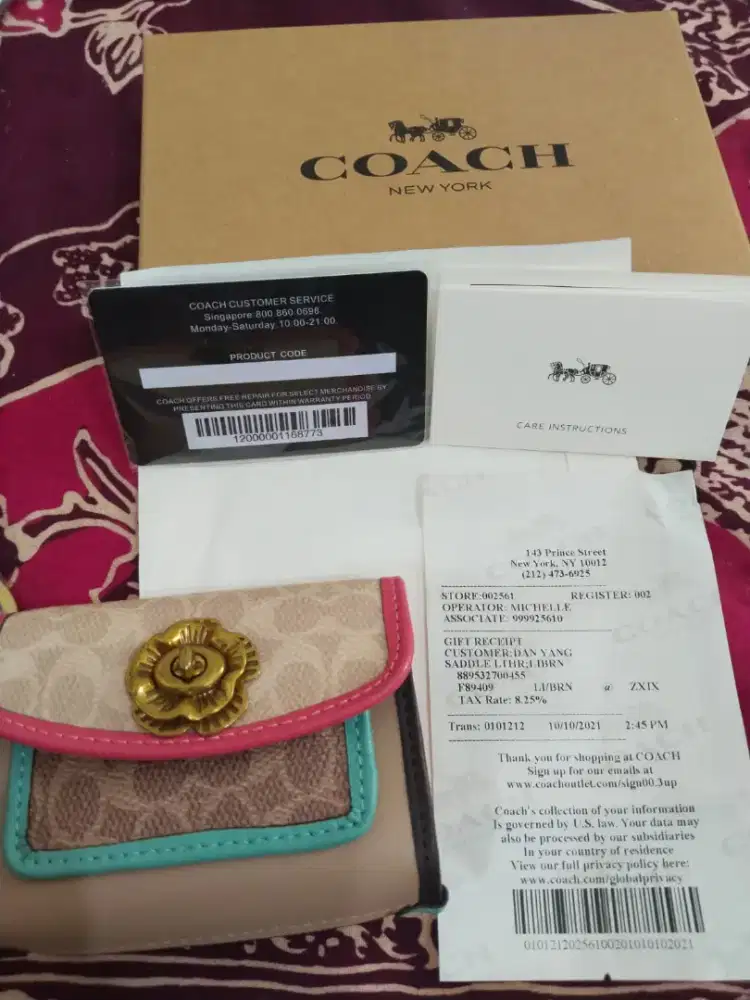 COACH
NEW YORK
COACH CUSTOMER SERVICE
Singapore:800 860 0696
Monday-Saturday:10:00-21:00
PRODUCT CODE
COACH OFFERS FREE REPAIR FOR SELECT MERCHANDISE BY
PRESENTING THIS CARD WITHIN WARRANTY PERIOD
12000001168773
CARE INSTRUCTIONS
143 Prince Street
New York, NY 10012
(212) 473-6925
STORE:002561 REGISTER: 002
OPERATOR: MICHELLE
ASSOCIATE: 999925610
GIFT RECEIPT
CUSTOMER:DAN YANG
SADDLE LTHR;LIBRN
889532700455
F89409 LI/BRN @ ZXIX
TAX Rate: 8.25%
Trans: 0101212 10/10/2021 2:45 PM
Thank you for shopping at COACH
Sign up for our emails at
www.coachoutlet.com/sign00.3up
Coach's collection of your information
Is governed by U.S. law. Your data may
also be processed by our subsidiaries
In your country of residence
View our full privacy policy here:
www.coach.com/globalprivacy
0101212025610020101010 2021